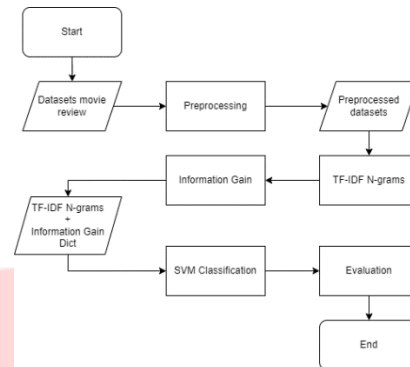 Start
Datasets movie
review
Preprocessing
Preprocessed
datasets
TF-IDF N-grams
Information Gain
TF-IDF N-grams
+
Information Gain
Dict
SVM Classification
Evaluation
End